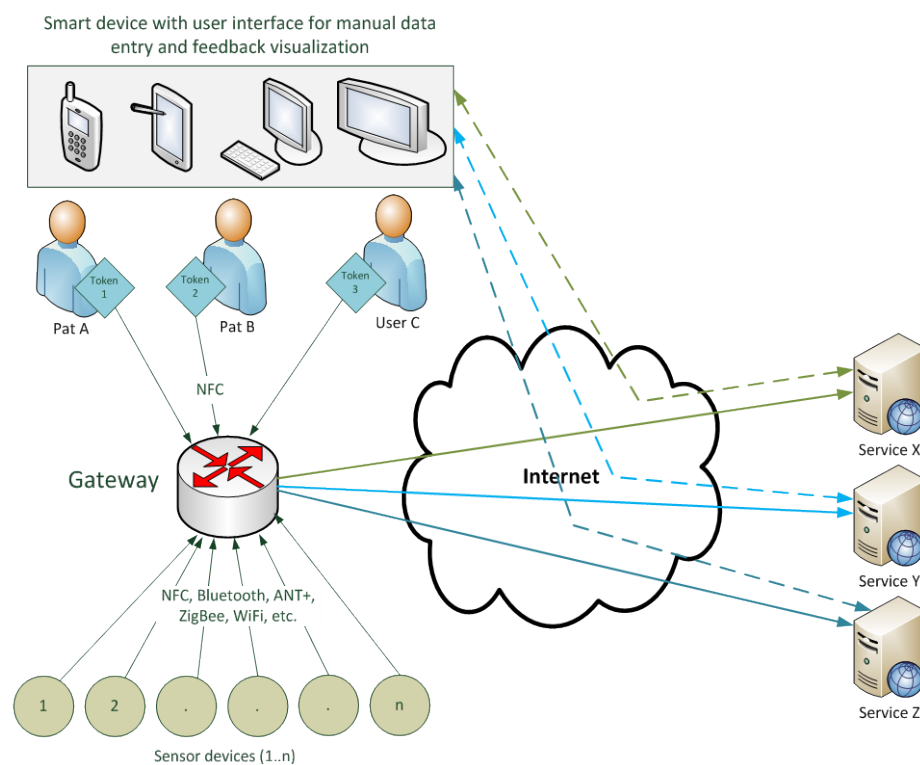 Smart device with user interface for manual data
entry and feedback visualization
Token
1
Token
2
Token
3
Pat A
Pat B
User C
NFC
Gateway
Internet
Service X
Service Y
Service Z
NFC, Bluetooth, ANT+,
ZigBee, WiFi, etc.
1
2
.
.
.
n
Sensor devices (1..n)